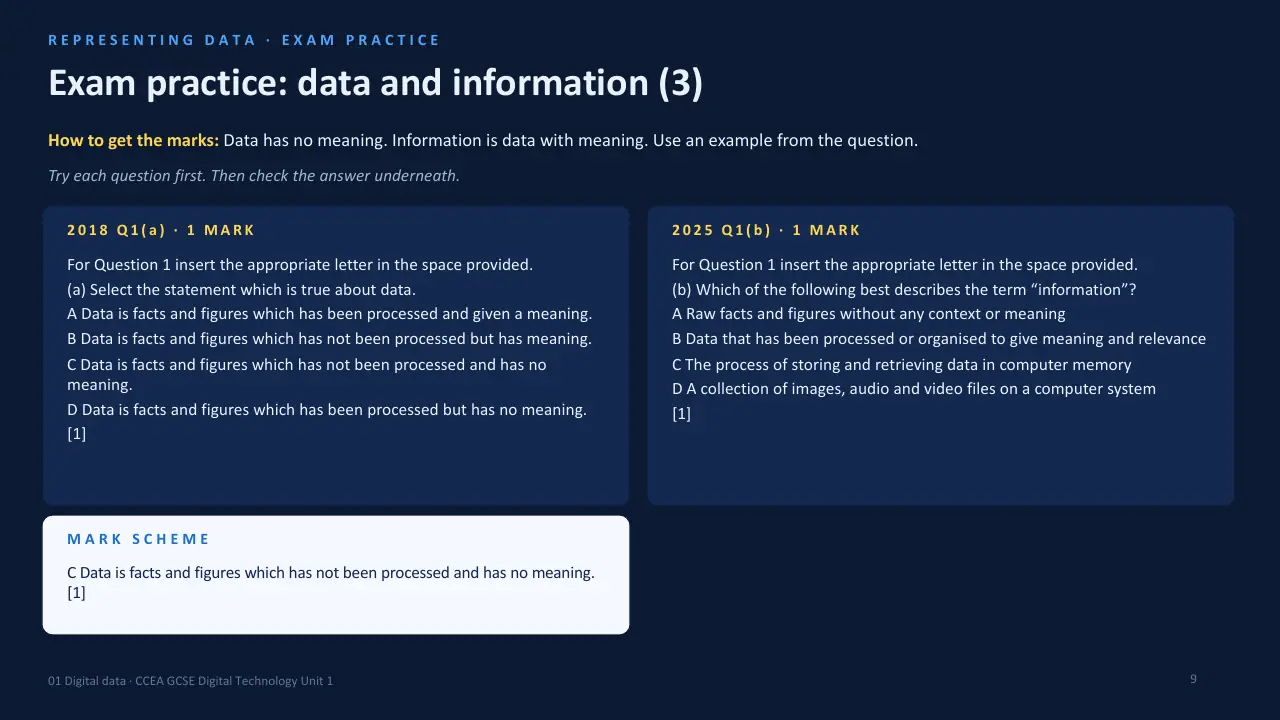 REPRESENTING DATA · EXAM PRACTICE
Exam practice: data and information (3)
How to get the marks: Data has no meaning. Information is data with meaning. Use an example from the question.
Try each question first. Then check the answer underneath.
2018 Q1(a) · 1 MARK
For Question 1 insert the appropriate letter in the space provided.
(a) Select the statement which is true about data.
A Data is facts and figures which has been processed and given a meaning.
B Data is facts and figures which has not been processed but has meaning.
C Data is facts and figures which has not been processed and has no
meaning.
D Data is facts and figures which has been processed but has no meaning.
[1]
2025 Q1(b) · 1 MARK
For Question 1 insert the appropriate letter in the space provided.
(b) Which of the following best describes the term “information”?
A Raw facts and figures without any context or meaning
B Data that has been processed or organised to give meaning and relevance
C The process of storing and retrieving data in computer memory
D A collection of images, audio and video files on a computer system
[1]
MARK SCHEME
C Data is facts and figures which has not been processed and has no meaning.
[1]
01 Digital data · CCEA GCSE Digital Technology Unit 1
9